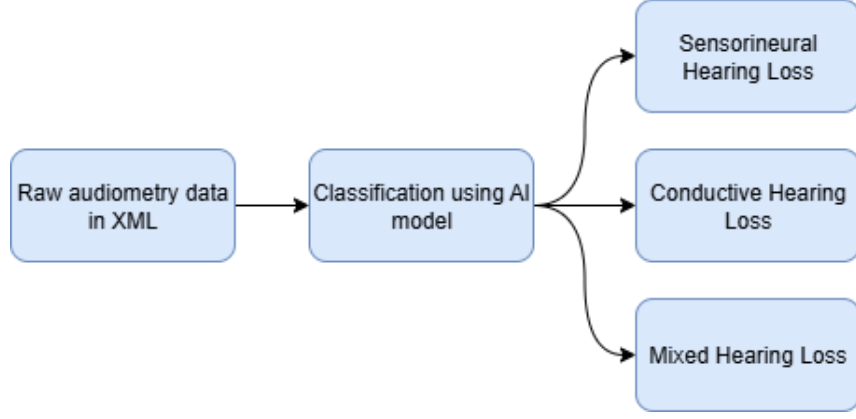 Sensorineural
Hearing Loss
Raw audiometry data
in XML
Classification using AI
model
Conductive Hearing
Loss
Mixed Hearing Loss